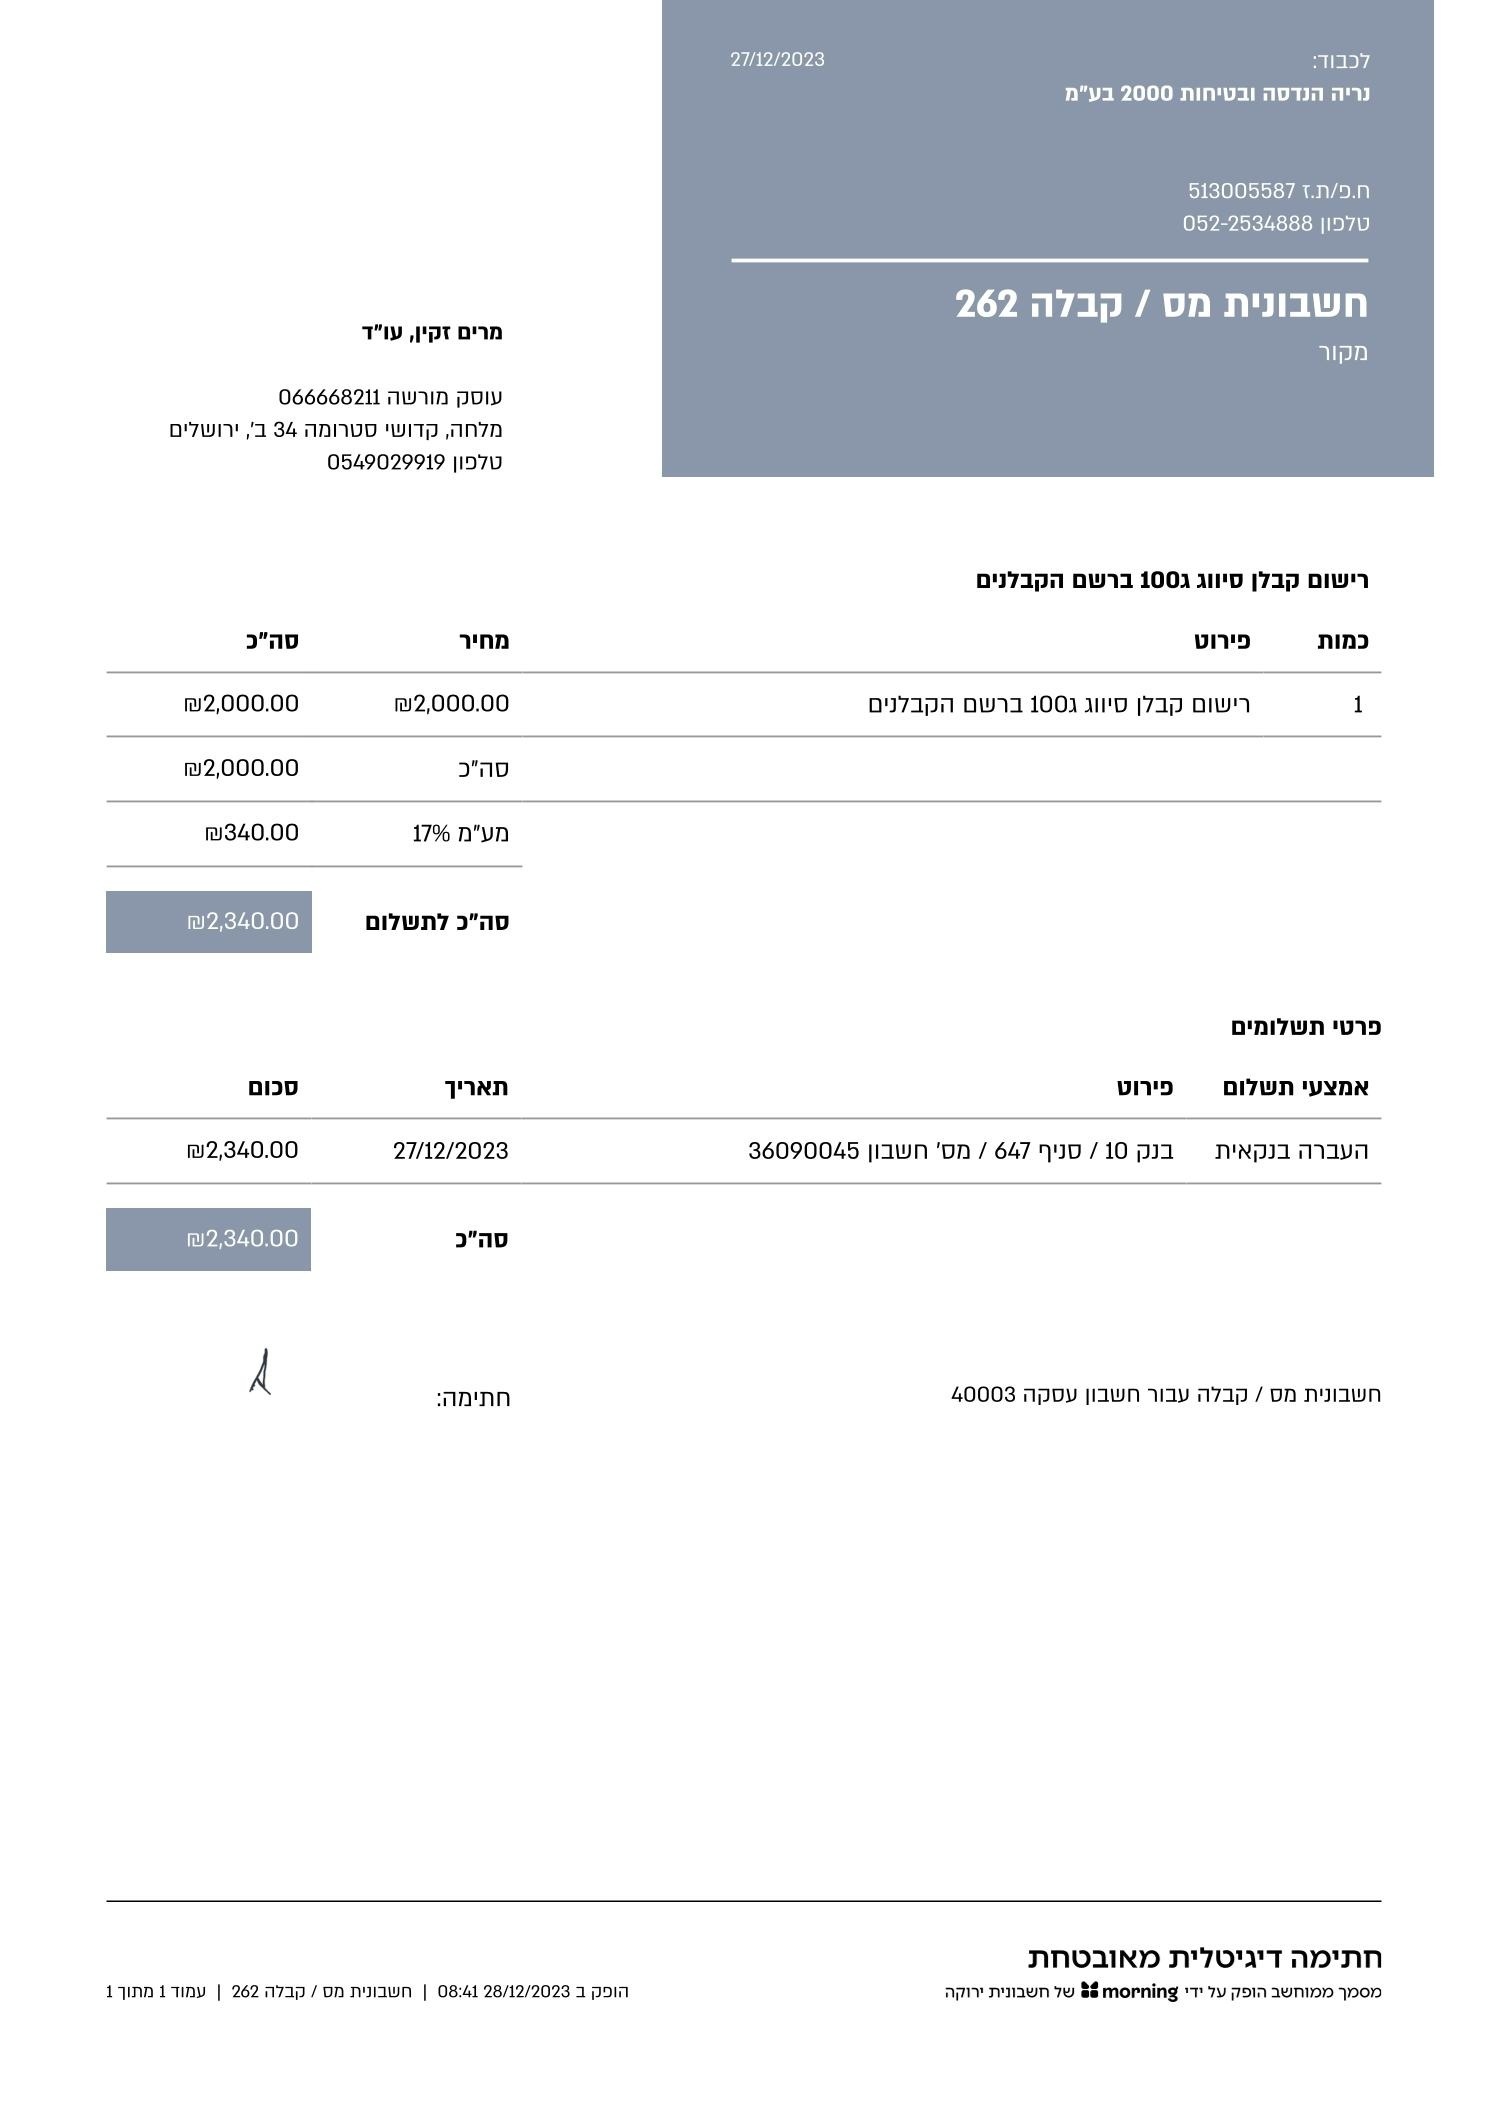 לכבוד: 27/12/2023
נריה הנדסה ובטיחות 2000 בע"מ
ח.פ/ת.ז 513005587
טלפון 052-2534888
חשבונית מס / קבלה 262
מקור
מרים זקין, עו"ד
עוסק מורשה 066668211
מלחה, קדושי סטרומה 34 ב', ירושלים
טלפון 0549029919
רישום קבלן סיווג ג100 ברשם הקבלנים
כמות פירוט מחיר סה"כ
1 רישום קבלן סיווג ג100 ברשם הקבלנים ₪2,000.00 ₪2,000.00
סה"כ ₪2,000.00
מע"מ 17% ₪340.00
סה"כ לתשלום ₪2,340.00
פרטי תשלומים
אמצעי תשלום פירוט תאריך סכום
העברה בנקאית בנק 10 / סניף 647 / מס' חשבון 36090045 27/12/2023 ₪2,340.00
סה"כ ₪2,340.00
חשבונית מס / קבלה עבור חשבון עסקה 40003 חתימה:
חתימה דיגיטלית מאובטחת
מסמך ממוחשב הופק על ידי morning של חשבונית ירוקה
הופק ב 28/12/2023 08:41 | חשבונית מס / קבלה 262 | עמוד 1 מתוך 1